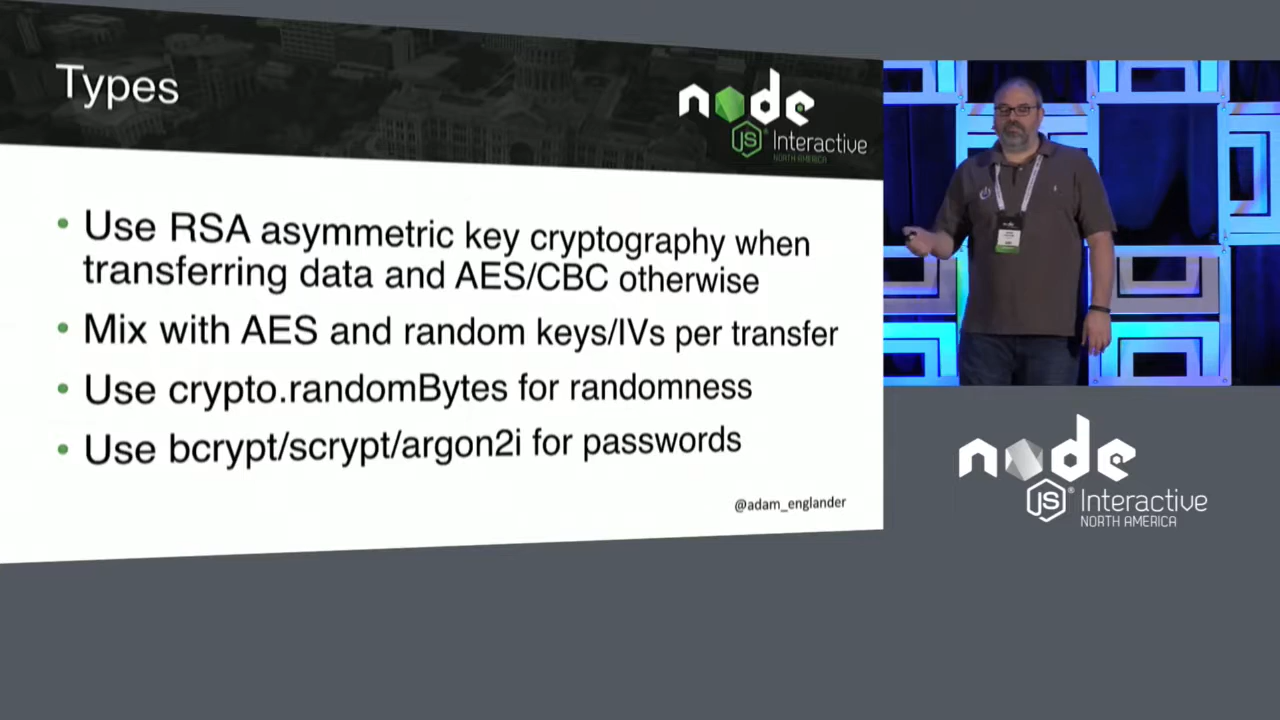 Types
node
JS Interactive
NORTH AMERICA
• Use RSA asymmetric key cryptography when
transferring data and AES/CBC otherwise
• Mix with AES and random keys/IVs per transfer
• Use crypto.randomBytes for randomness
• Use bcrypt/scrypt/argon2i for passwords
@adam_englander
node
JS® Interactive
NORTH AMERICA